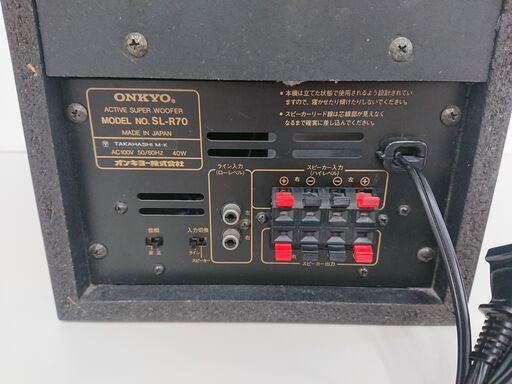 ONKYO®
ACTIVE SUPER WOOFER
MODEL NO. SL-R70
MADE IN JAPAN
TAKAHASHI M-K
AC100V 50/60Hz 40W
オンキヨー株式会社
•本機は立てた状態で使用されるよう設計されてい
ますので、寝かせたり傾けたりしないでください。
•スピーカーリード線は芯線部が見えなく
なるまで確実に差し込んでください。
ライン入力
(ローレベル)
左
右
スピーカー入力
(ハイレベル)
⊕ 右 ⊖ ⊖ 左 ⊕
スピーカー出力
位相
入力切換
ライン
スピーカー